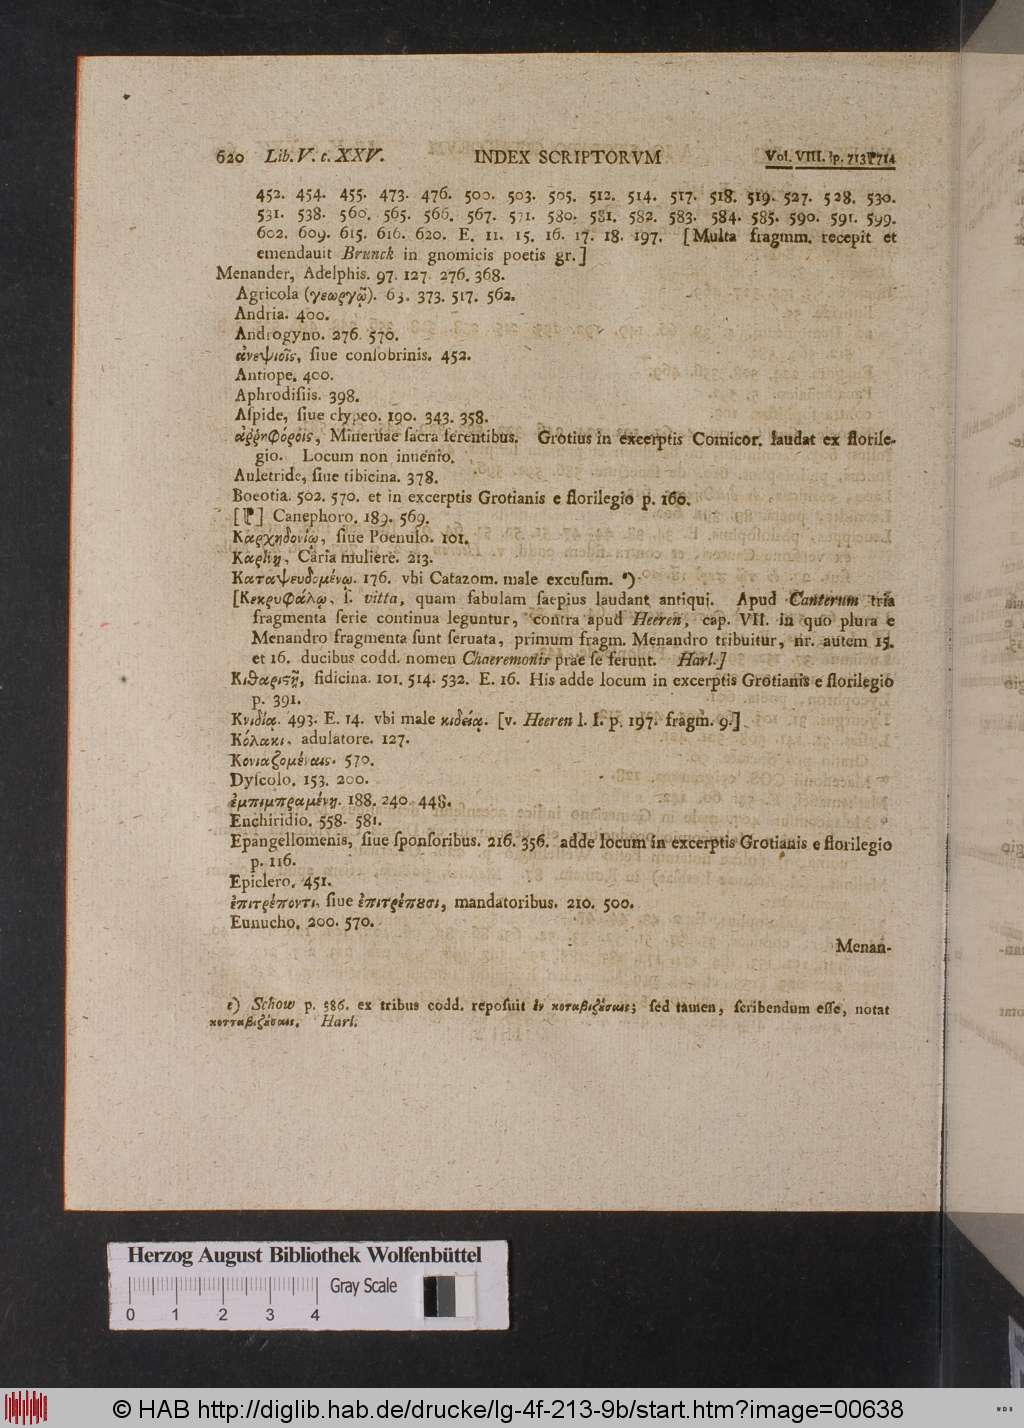 620 Lib. V. c. XXV. INDEX SCRIPTORVM Vol. VIII. p. 713 714
452. 454. 455. 473. 476. 500. 503. 505. 512. 514. 517. 518. 519. 527. 528. 530.
531. 538. 560. 565. 566. 567. 571. 580. 581. 582. 583. 584. 585. 590. 591. 599.
602. 609. 615. 616. 620. E. 11. 15. 16. 17. 18. 197. [Multa fragmm. recepit et
emendauit Brunck in gnomicis poetis gr.]
Menander, Adelphis. 97. 127. 276. 368.
Agricola (γεωργῷ). 63. 373. 517. 562.
Andria. 400.
Androgyno. 276. 570.
ἀνεψιοῖς, ſiue conſobrinis. 452.
Antiope. 400.
Aphrodiſiis. 398.
Aſpide, ſiue clypeo. 190. 343. 358.
ἀῤῥηφόροις, Mineruae ſacra ferentibus. Grotius in excerptis Comicor. laudat ex florile-
gio. Locum non inuenio.
Auletride, ſiue tibicina. 378.
Boeotia. 502. 570. et in excerptis Grotianis e florilegio p. 160.
[] Canephoro. 189. 569.
Καρχηδονίῳ, ſiue Poenulo. 101.
Καρίνῃ, Caria muliere. 213.
Καταψευδομένῳ. 176. vbi Catazom. male excuſum. ᵉ)
[Κεκρυφάλῳ, ſ. vitta, quam fabulam ſaepius laudant antiqui. Apud Canterum tria
fragmenta ſerie continua leguntur, contra apud Heeren, cap. VII. in quo plura e
Menandro fragmenta ſunt ſeruata, primum fragm. Menandro tribuitur, nr. autem 15.
et 16. ducibus codd. nomen Chaeremonis prae ſe ferunt. Harl.]
Κιθαριςῇ, fidicina. 101. 514. 532. E. 16. His adde locum in excerptis Grotianis e florilegio
p. 391.
Κνιδίᾳ. 493. E. 14. vbi male κιδείᾳ. [v. Heeren l. l. p. 197. fragm. 9.]
Κόλακι, adulatore. 127.
Κονιαζομέναις. 570.
Dyſcolo. 153. 200.
ἐμπιμπραμένῃ. 188. 240. 448.
Enchiridio. 558. 581.
Epangellomenis, ſiue ſponſoribus. 216. 356. adde locum in excerptis Grotianis e florilegio
p. 116.
Epiclero. 451.
ἐπιτρέποντι, ſiue ἐπιτρέπȣσι, mandatoribus. 210. 500.
Eunucho. 200. 570.
Menan-
e) Schow p. 386. ex tribus codd. repoſuit ἐν κοταβιζέσαις; ſed tamen, ſcribendum eſſe, notat
κοτταβιζέσαις. Harl.
Herzog August Bibliothek Wolfenbüttel
Gray Scale
0 1 2 3 4
© HAB http://diglib.hab.de/drucke/lg-4f-213-9b/start.htm?image=00638